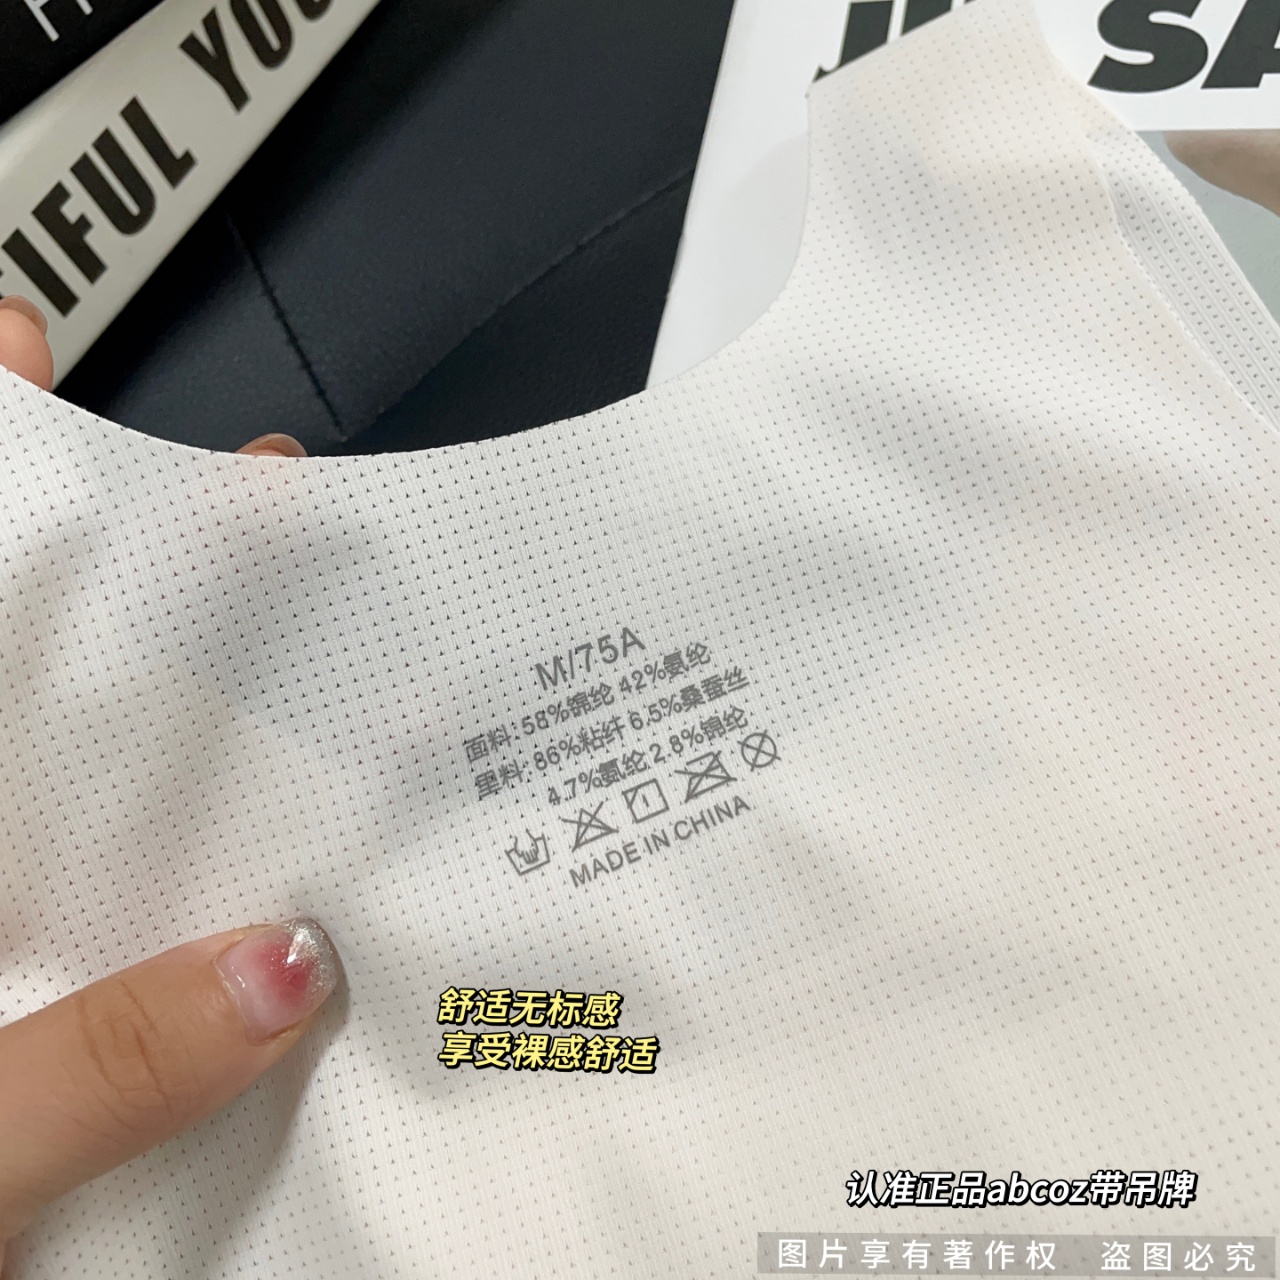 TIFUL YOU
SA
M/75A
面料:58%锦纶 42%氨纶
里料:86%粘纤 6.5%桑蚕丝
4.7%氨纶 2.8%锦纶
MADE IN CHINA
舒适无标感
享受裸感舒适
认准正品abcoz带吊牌
图片享有著作权 盗图必究